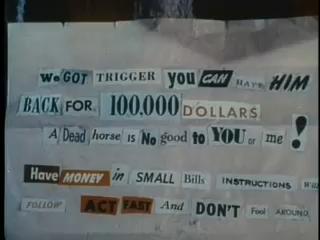 We GOT TRIGGER you CAN HAVE HIM
BACK FOR 100,000 DOLLARS
A Dead horse IS No good to YOU or me!
Have MONEY in SMALL Bills INSTRUCTIONS Will
FOLLOW ACT FAST And DON'T Fool AROUND